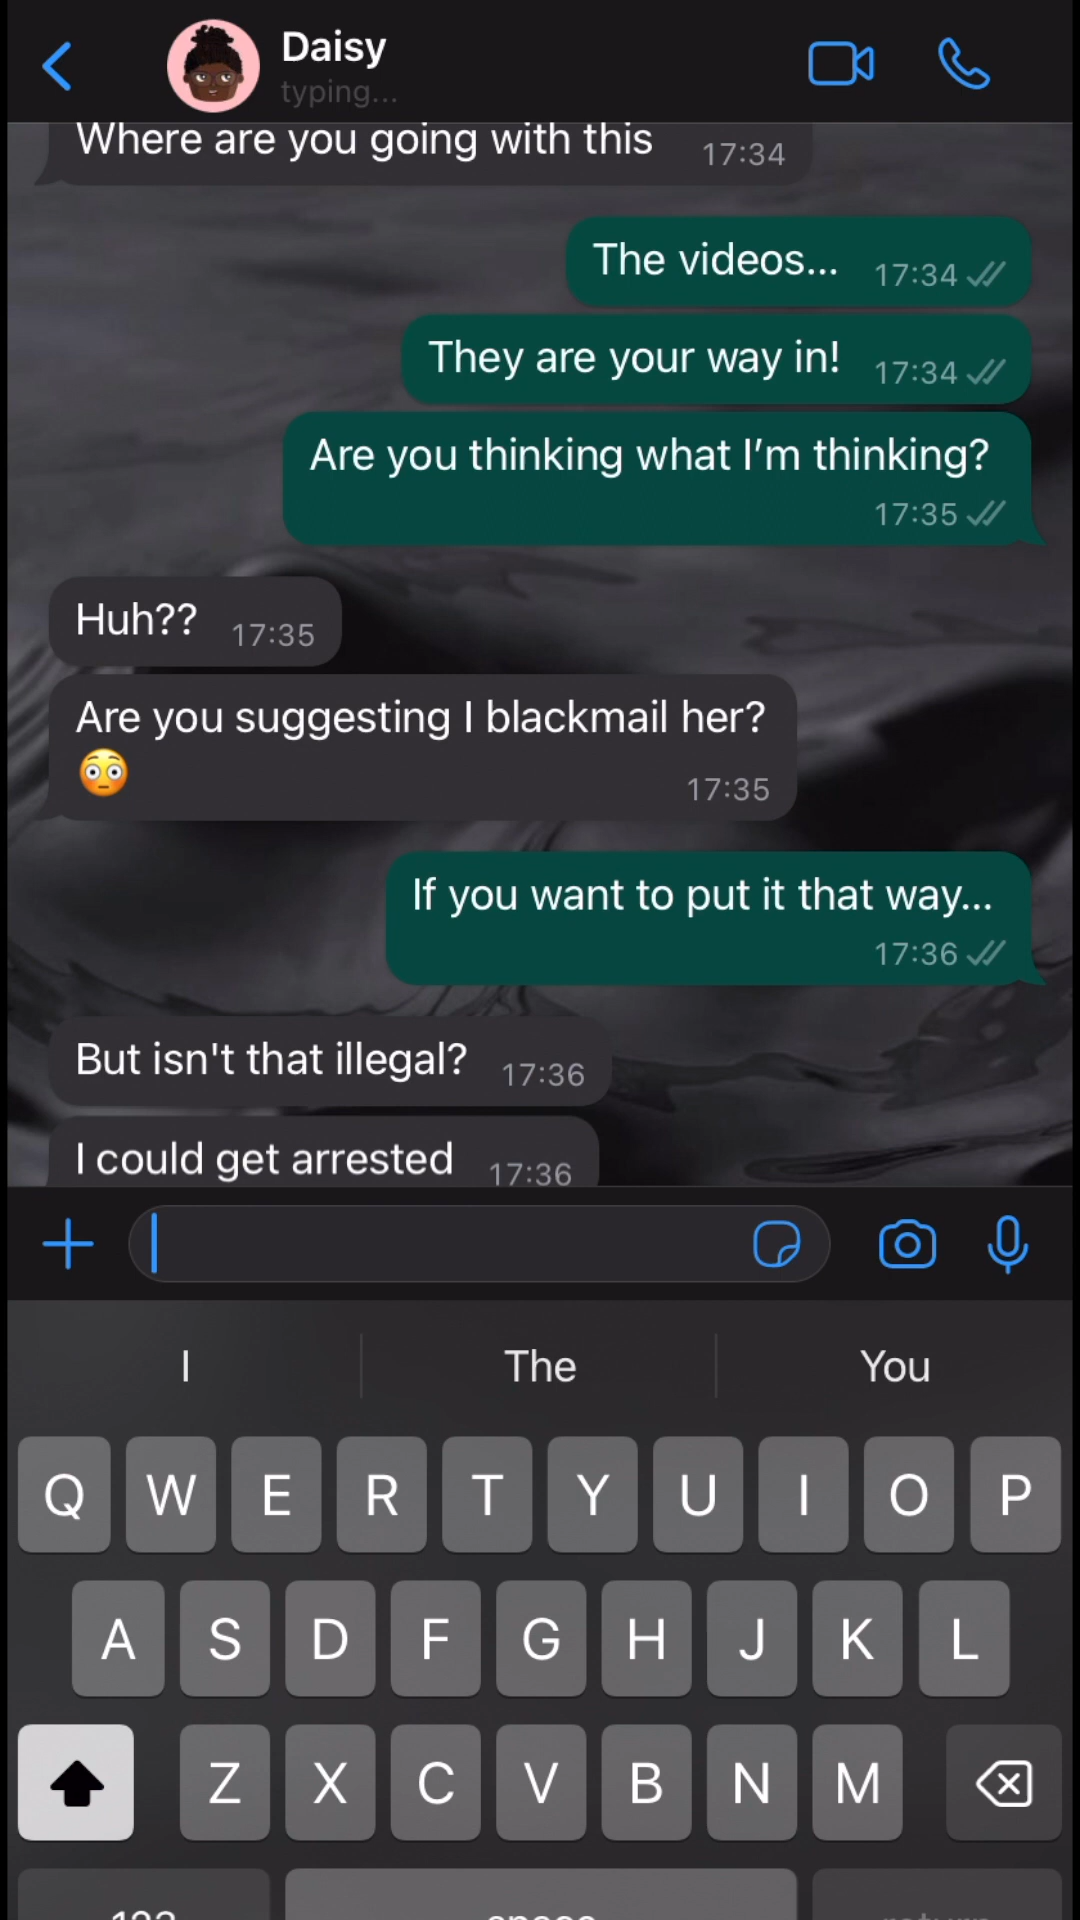 Daisy
typing...
Where are you going with this 17:34
The videos... 17:34
They are your way in! 17:34
Are you thinking what I’m thinking?
17:35
Huh?? 17:35
Are you suggesting I blackmail her?
😳 17:35
If you want to put it that way...
17:36
But isn't that illegal? 17:36
I could get arrested 17:36
I The You
Q W E R T Y U I O P
A S D F G H J K L
Z X C V B N M
123 space return